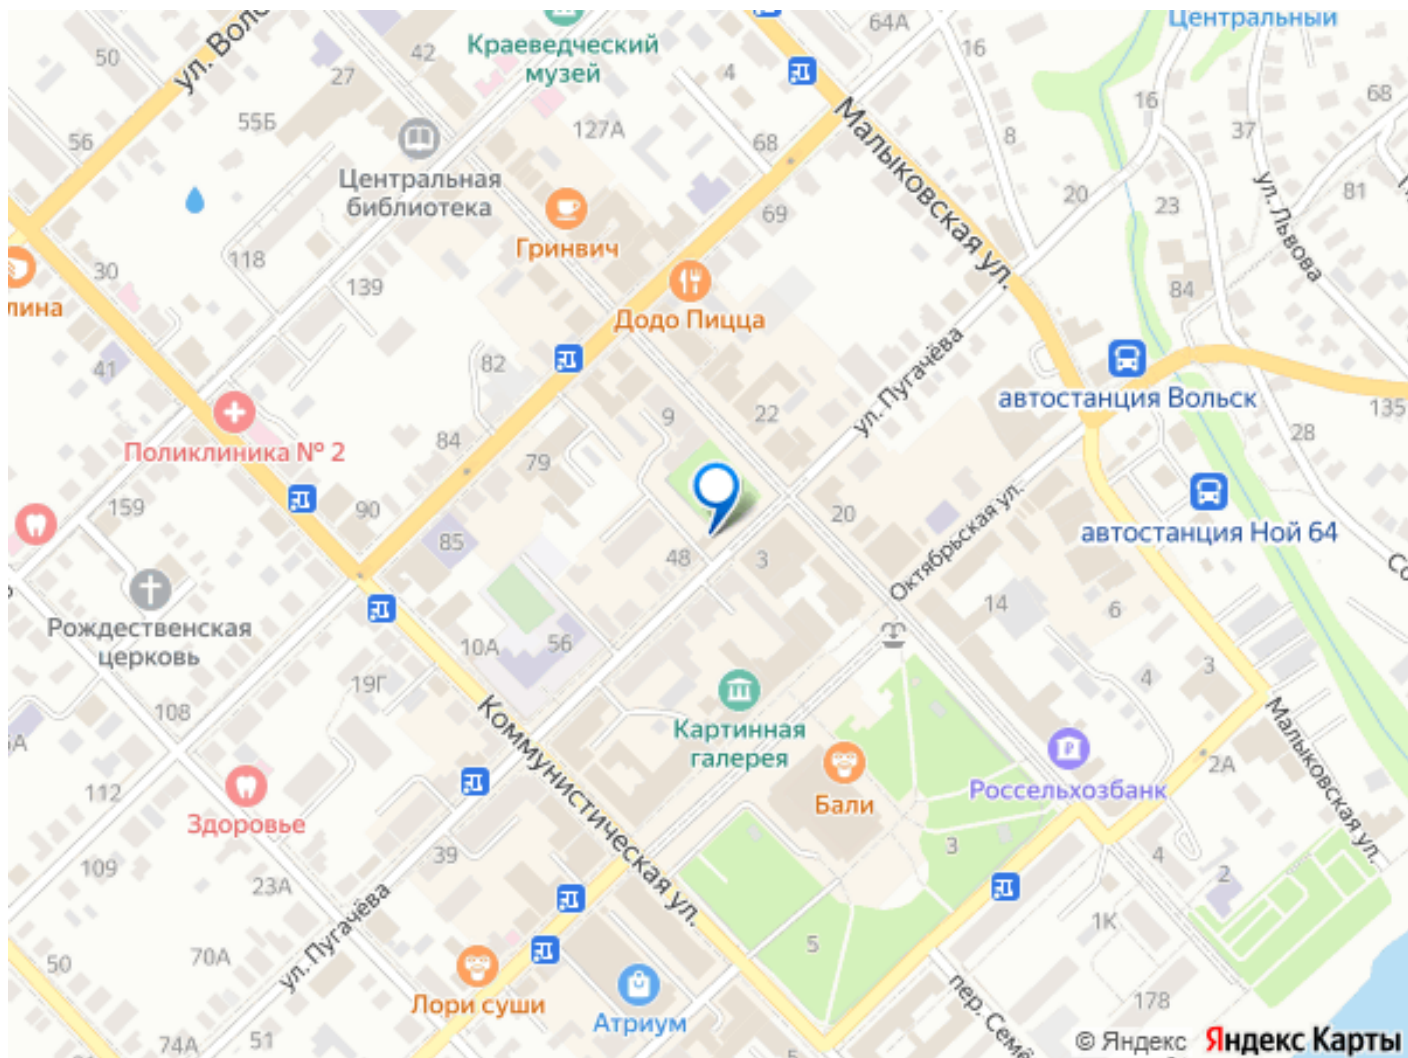 64А
Центральный
16
ул. Воло
50
42
Краеведческий
музей
27
4
68
16
55Б
127А
Малыковская ул.
8
37
56
68
Центральная
библиотека
20
81
23
ул. Львова
69
Гринвич
118
30
139
84
лина
Додо Пицца
82
ул. Пугачёва
41
автостанция Вольск
9
22
135
28
84
Поликлиника № 2
79
159
90
20
Октябрьская ул.
автостанция Ной 64
85
48
3
14
6
Рождественская
церковь
10А
56
3
4
19Г
108
Коммунистическая ул.
Картинная
галерея
Малыковская ул.
2А
112
Россельхозбанк
Бали
Здоровье
39
3
4
109
2
23А
1К
ул. Пугачёва
5
70А
50
Лори суши
пер. Семё
178
Атриум
51
74А
5
© Яндекс
Яндекс Карты